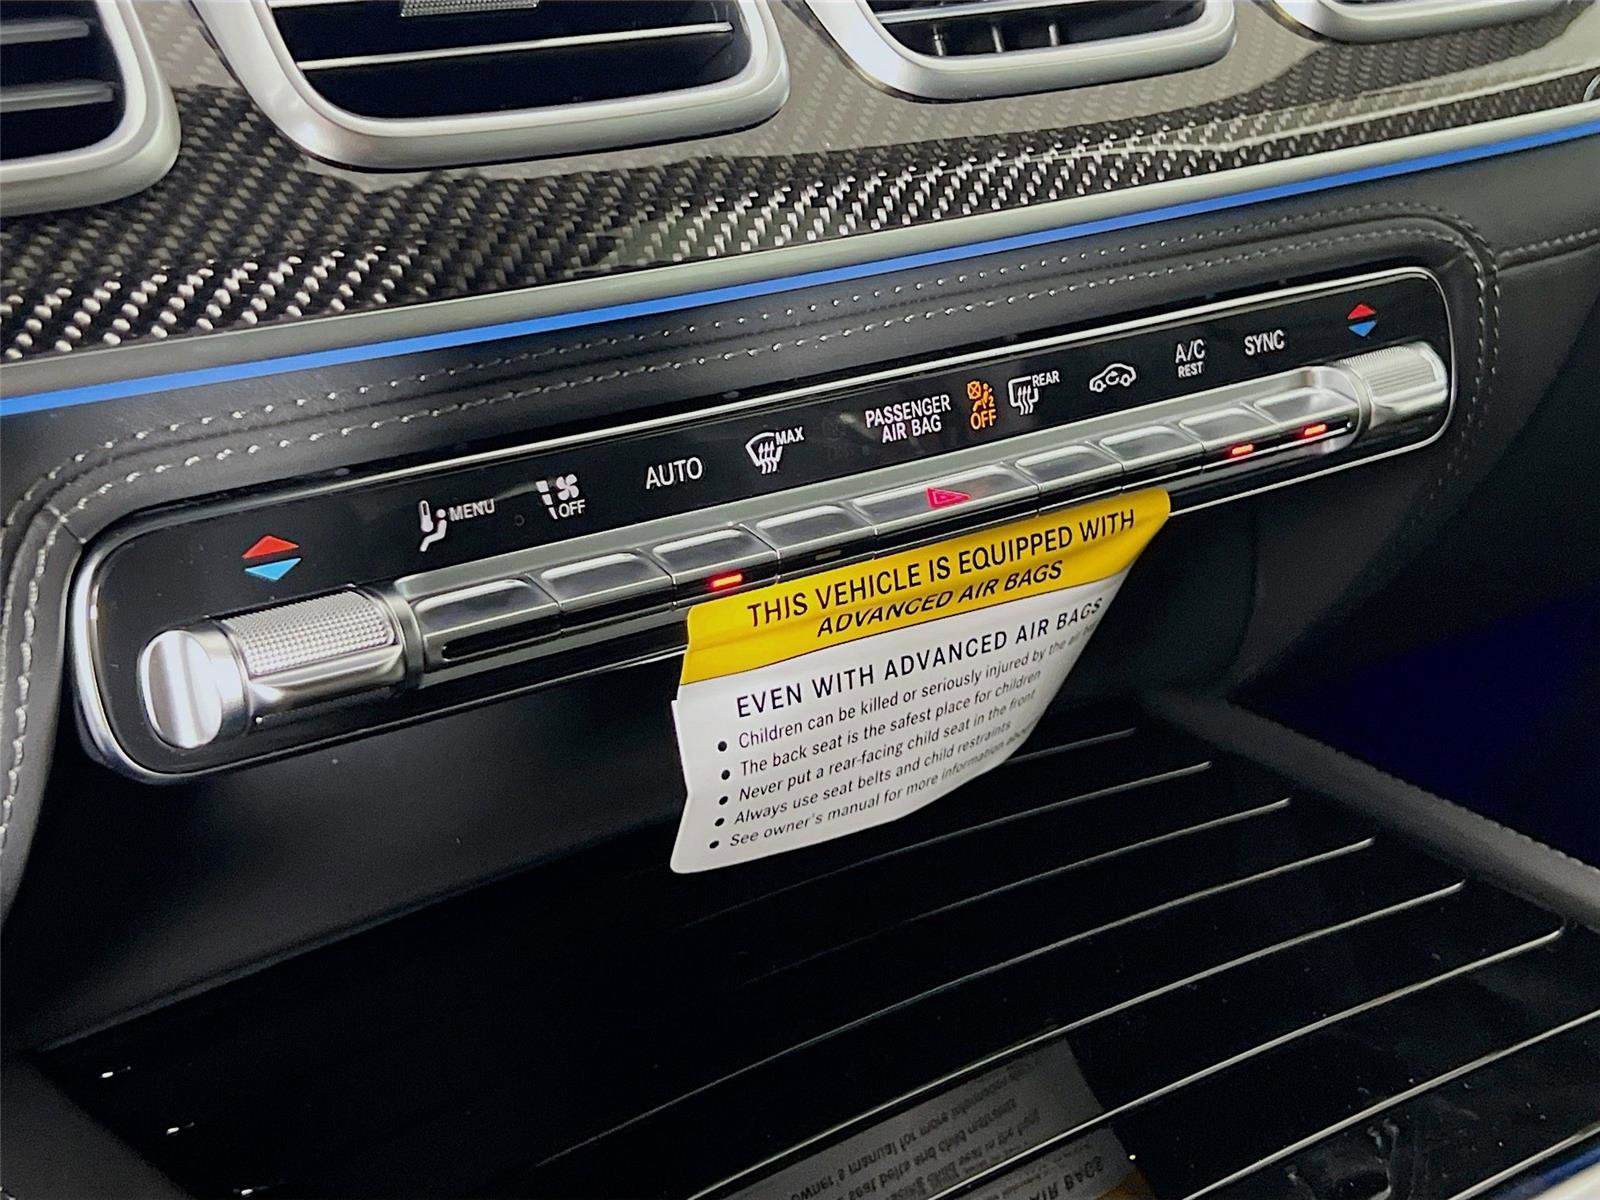 MENU
OFF
AUTO
MAX
PASSENGER
AIR BAG
2
OFF
REAR
A/C
REST
SYNC
THIS VEHICLE IS EQUIPPED WITH
ADVANCED AIR BAGS
EVEN WITH ADVANCED AIR BAGS
• Children can be killed or seriously injured by the air
• The back seat is the safest place for children
• Never put a rear-facing child seat in the front
• Always use seat belts and child restraints
• See owner's manual for more information about